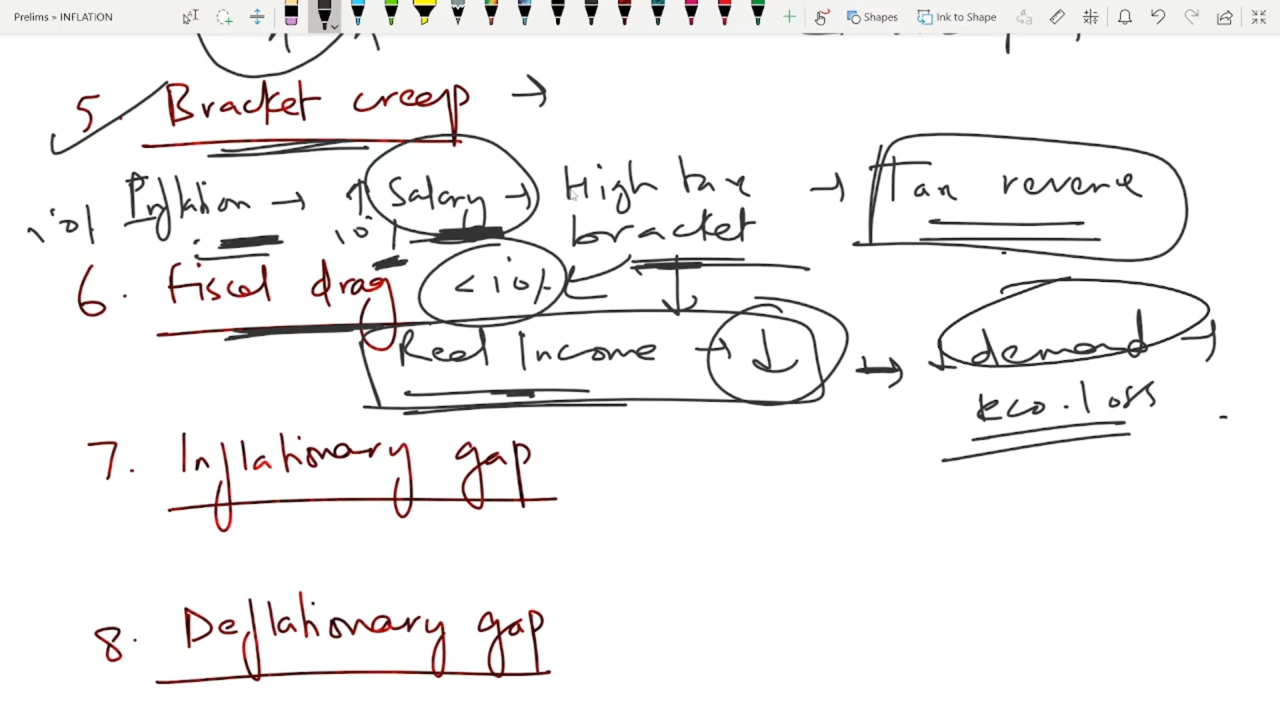 Prelims » INFLATION
Shapes
Ink to Shape
5. Bracket creep →
10% Inflation → ↑ Salary → High tax → Tax revenue
10%
bracket
6. Fiscal drag < 10%
Real Income → ↓ → ↓ demand →
eco. loss
7. Inflationary gap
8. Deflationary gap